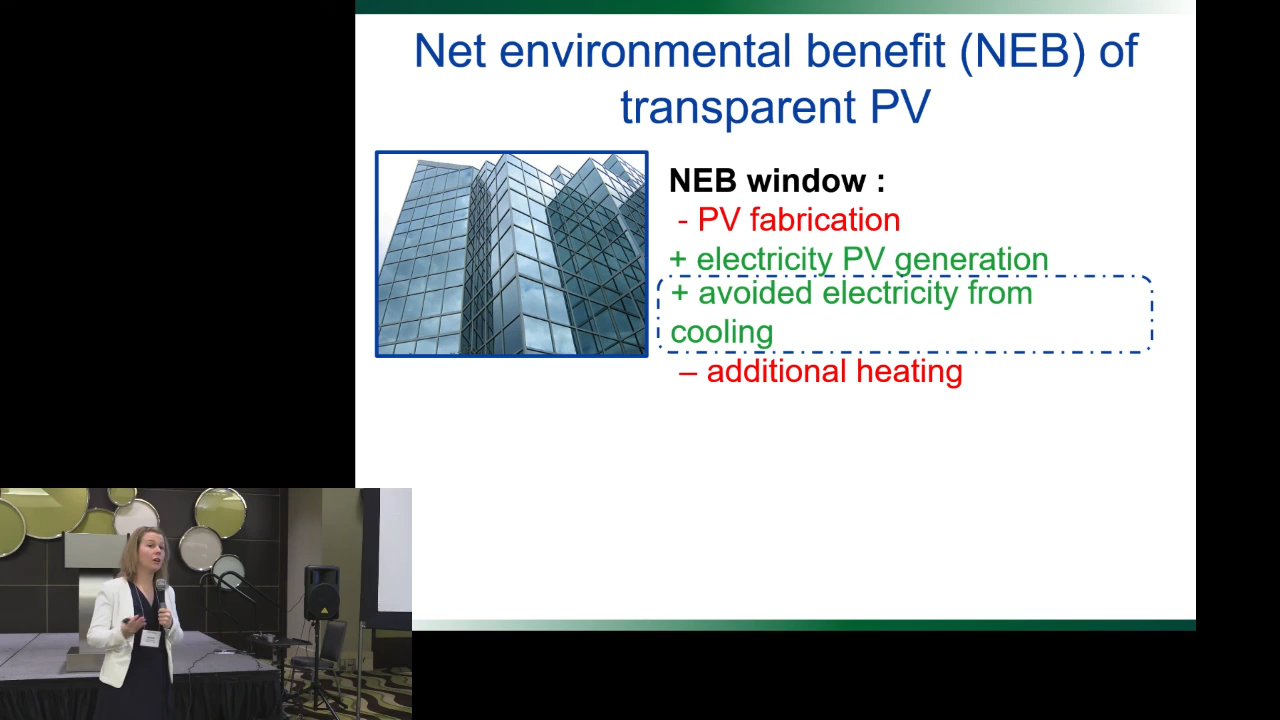 Net environmental benefit (NEB) of
transparent PV
NEB window :
- PV fabrication
+ electricity PV generation
+ avoided electricity from
cooling
– additional heating